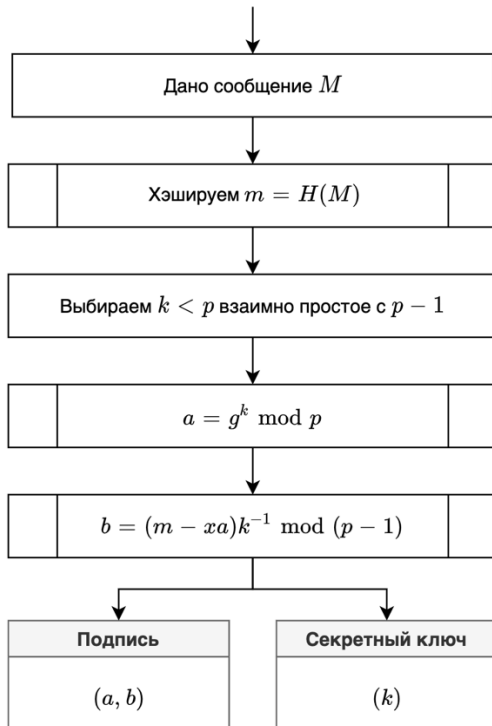 Дано сообщение M
Хэшируем m = H(M)
Выбираем k < p взаимно простое с p − 1
a = g^k mod p
b = (m − xa)k^{-1} mod (p − 1)
Подпись
Секретный ключ
(a, b)
(k)